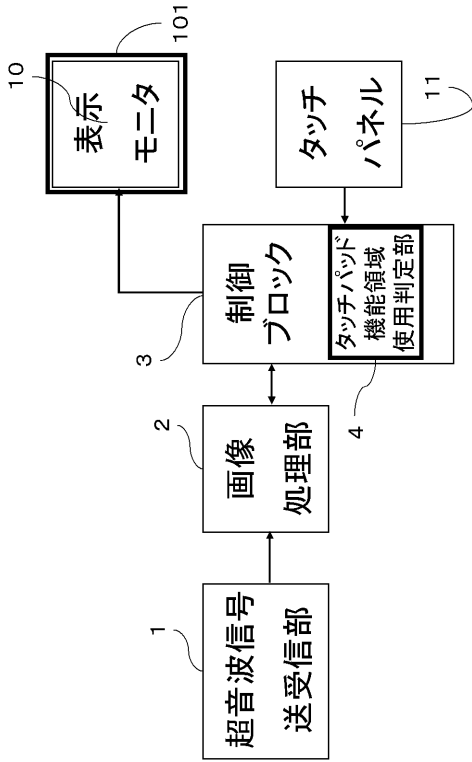 1
超音波信号
送受信部
2
画像
処理部
3
制御
ブロック
タッチパッド
機能領域
使用判定部
4
10
表示
モニタ
101
タッチ
パネル
11